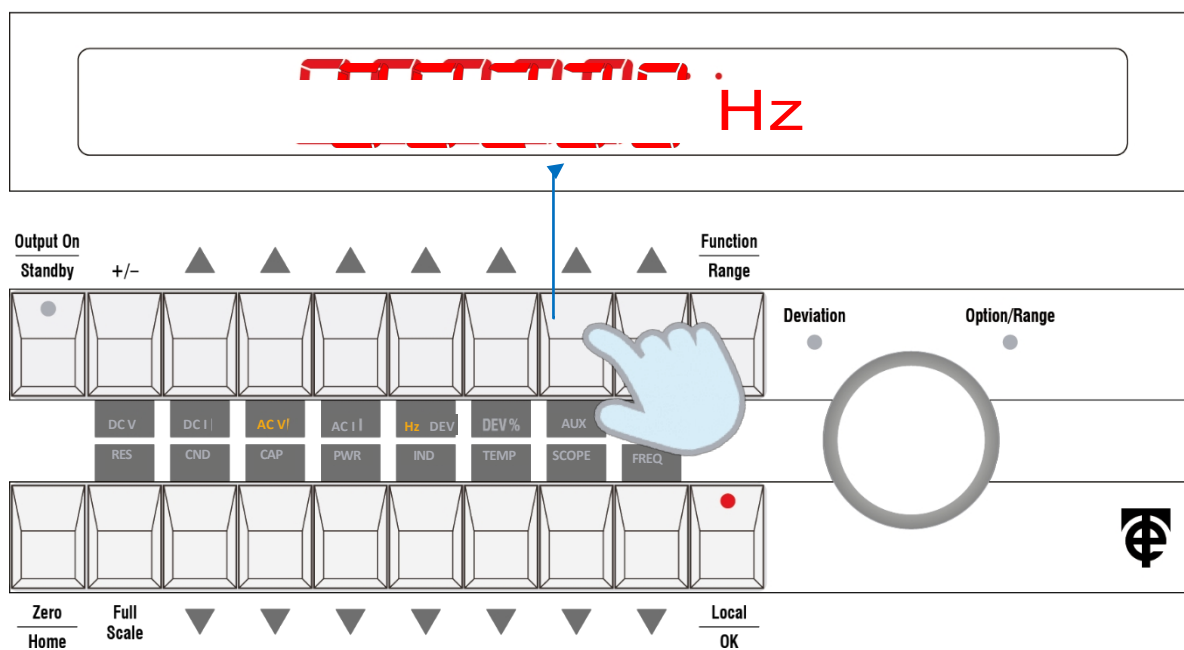 Hz
Output On
Standby
+/−
Function
Range
Deviation
Option/Range
DC V
DC I
AC V
AC I
Hz DEV
DEV %
AUX
RES
CND
CAP
PWR
IND
TEMP
SCOPE
FREQ
Zero
Home
Full
Scale
Local
OK